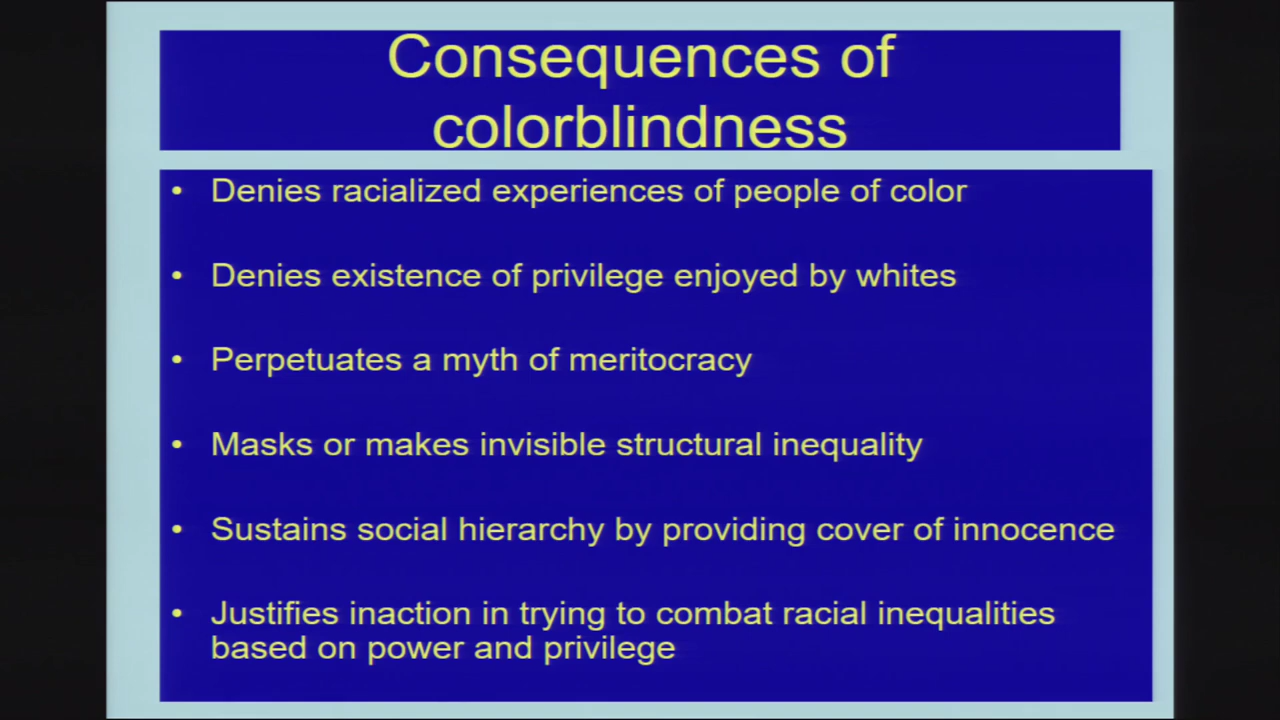 Consequences of
colorblindness
• Denies racialized experiences of people of color
• Denies existence of privilege enjoyed by whites
• Perpetuates a myth of meritocracy
• Masks or makes invisible structural inequality
• Sustains social hierarchy by providing cover of innocence
• Justifies inaction in trying to combat racial inequalities
based on power and privilege